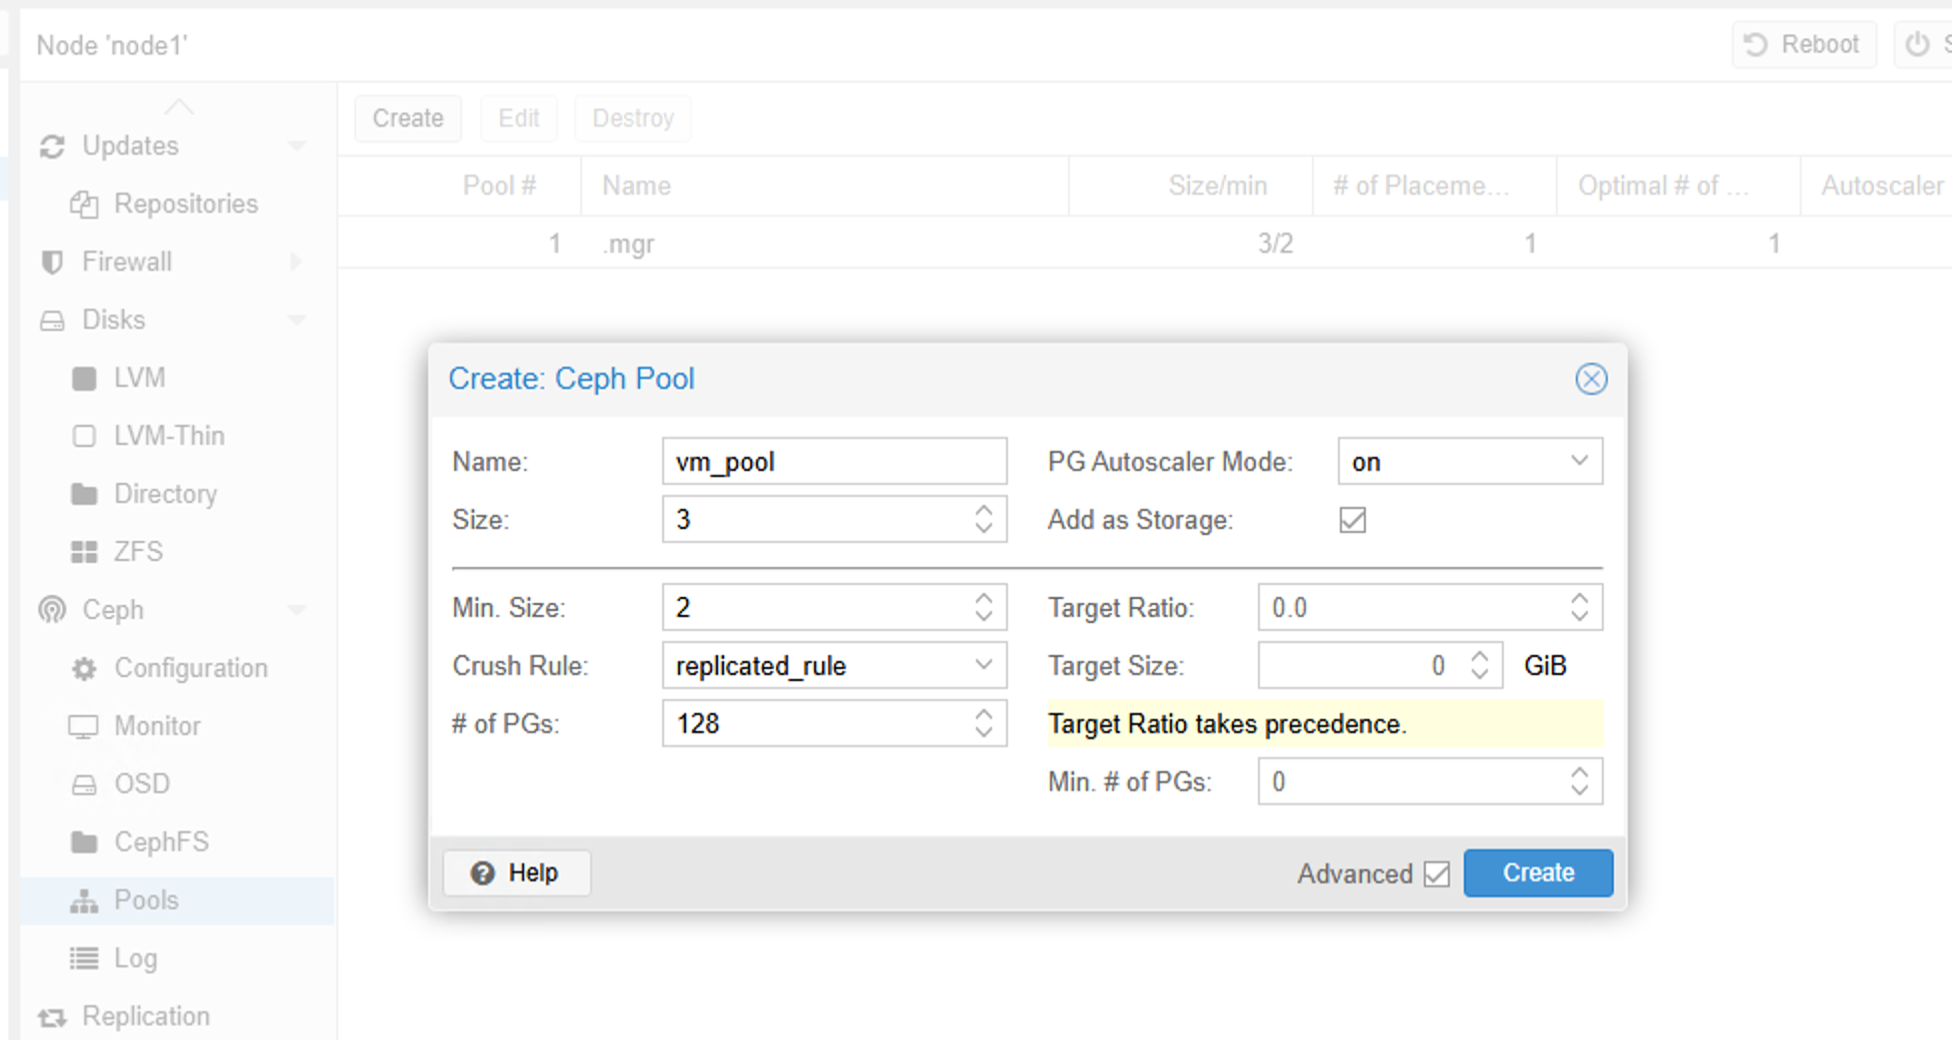 Node 'node1'
Reboot
Updates
Repositories
Firewall
Disks
LVM
LVM-Thin
Directory
ZFS
Ceph
Configuration
Monitor
OSD
CephFS
Pools
Log
Replication
Create Edit Destroy
Pool # Name Size/min # of Placeme... Optimal # of ... Autoscaler
1 .mgr 3/2 1 1
Create: Ceph Pool
Name: vm_pool PG Autoscaler Mode: on
Size: 3 Add as Storage:
Min. Size: 2 Target Ratio: 0.0
Crush Rule: replicated_rule Target Size: 0 GiB
# of PGs: 128 Target Ratio takes precedence.
Min. # of PGs: 0
Help Advanced Create